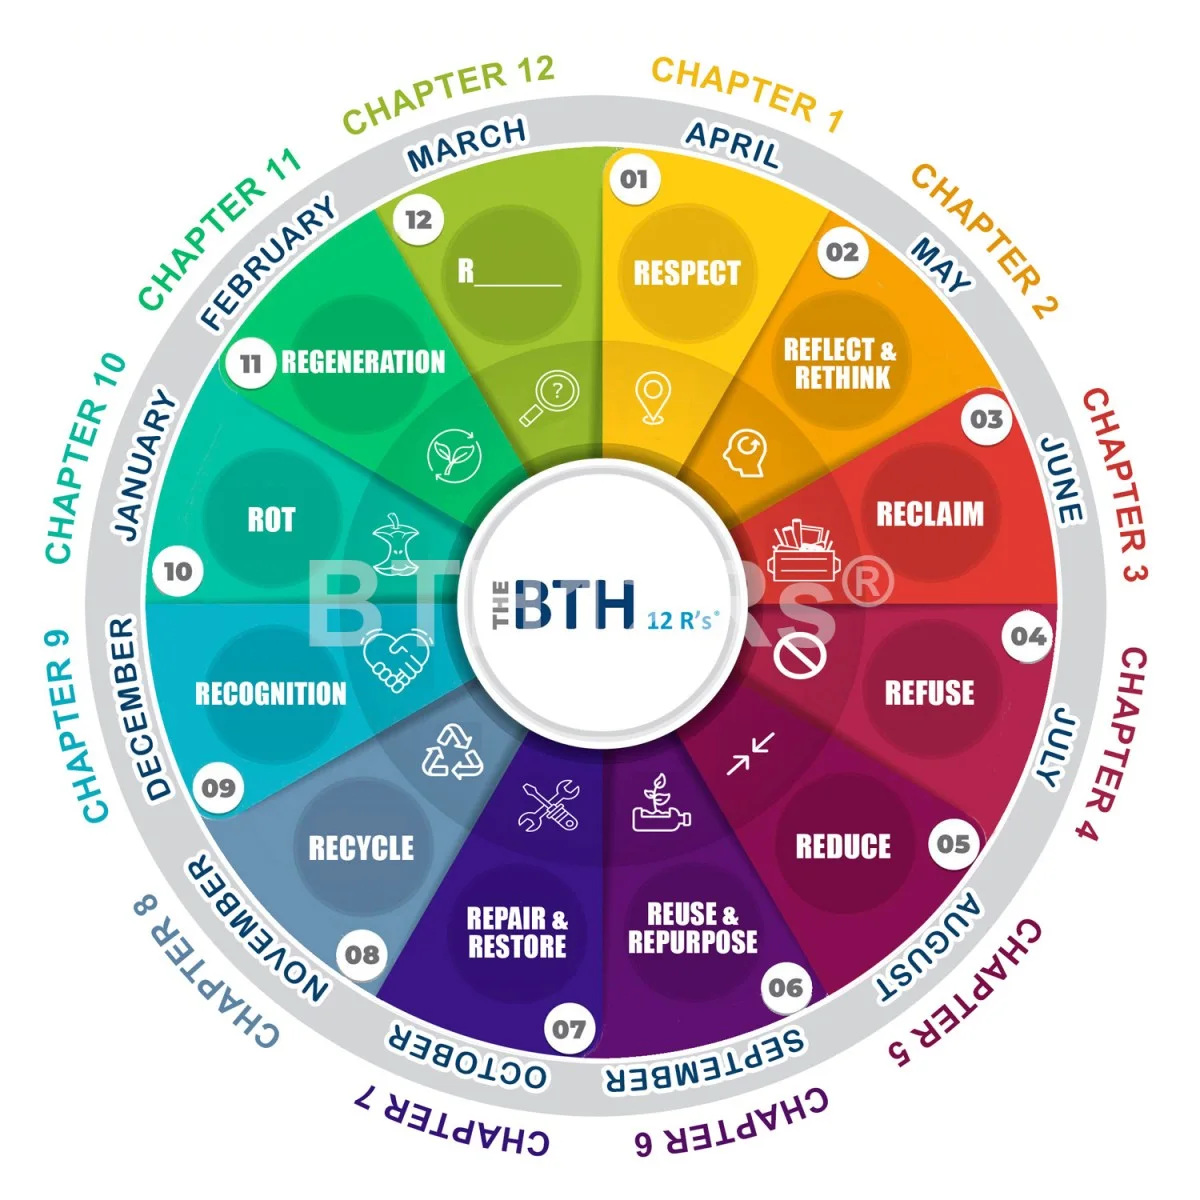 CHAPTER 1
APRIL
01
RESPECT
CHAPTER 2
MAY
02
REFLECT &
RETHINK
CHAPTER 3
JUNE
03
RECLAIM
CHAPTER 4
JULY
04
REFUSE
CHAPTER 5
AUGUST
05
REDUCE
CHAPTER 6
SEPTEMBER
06
REUSE &
REPURPOSE
CHAPTER 7
OCTOBER
07
REPAIR &
RESTORE
CHAPTER 8
NOVEMBER
08
RECYCLE
CHAPTER 9
DECEMBER
09
RECOGNITION
CHAPTER 10
JANUARY
10
ROT
CHAPTER 11
FEBRUARY
11
REGENERATION
CHAPTER 12
MARCH
12
R______
?
THE BTH 12 R's®